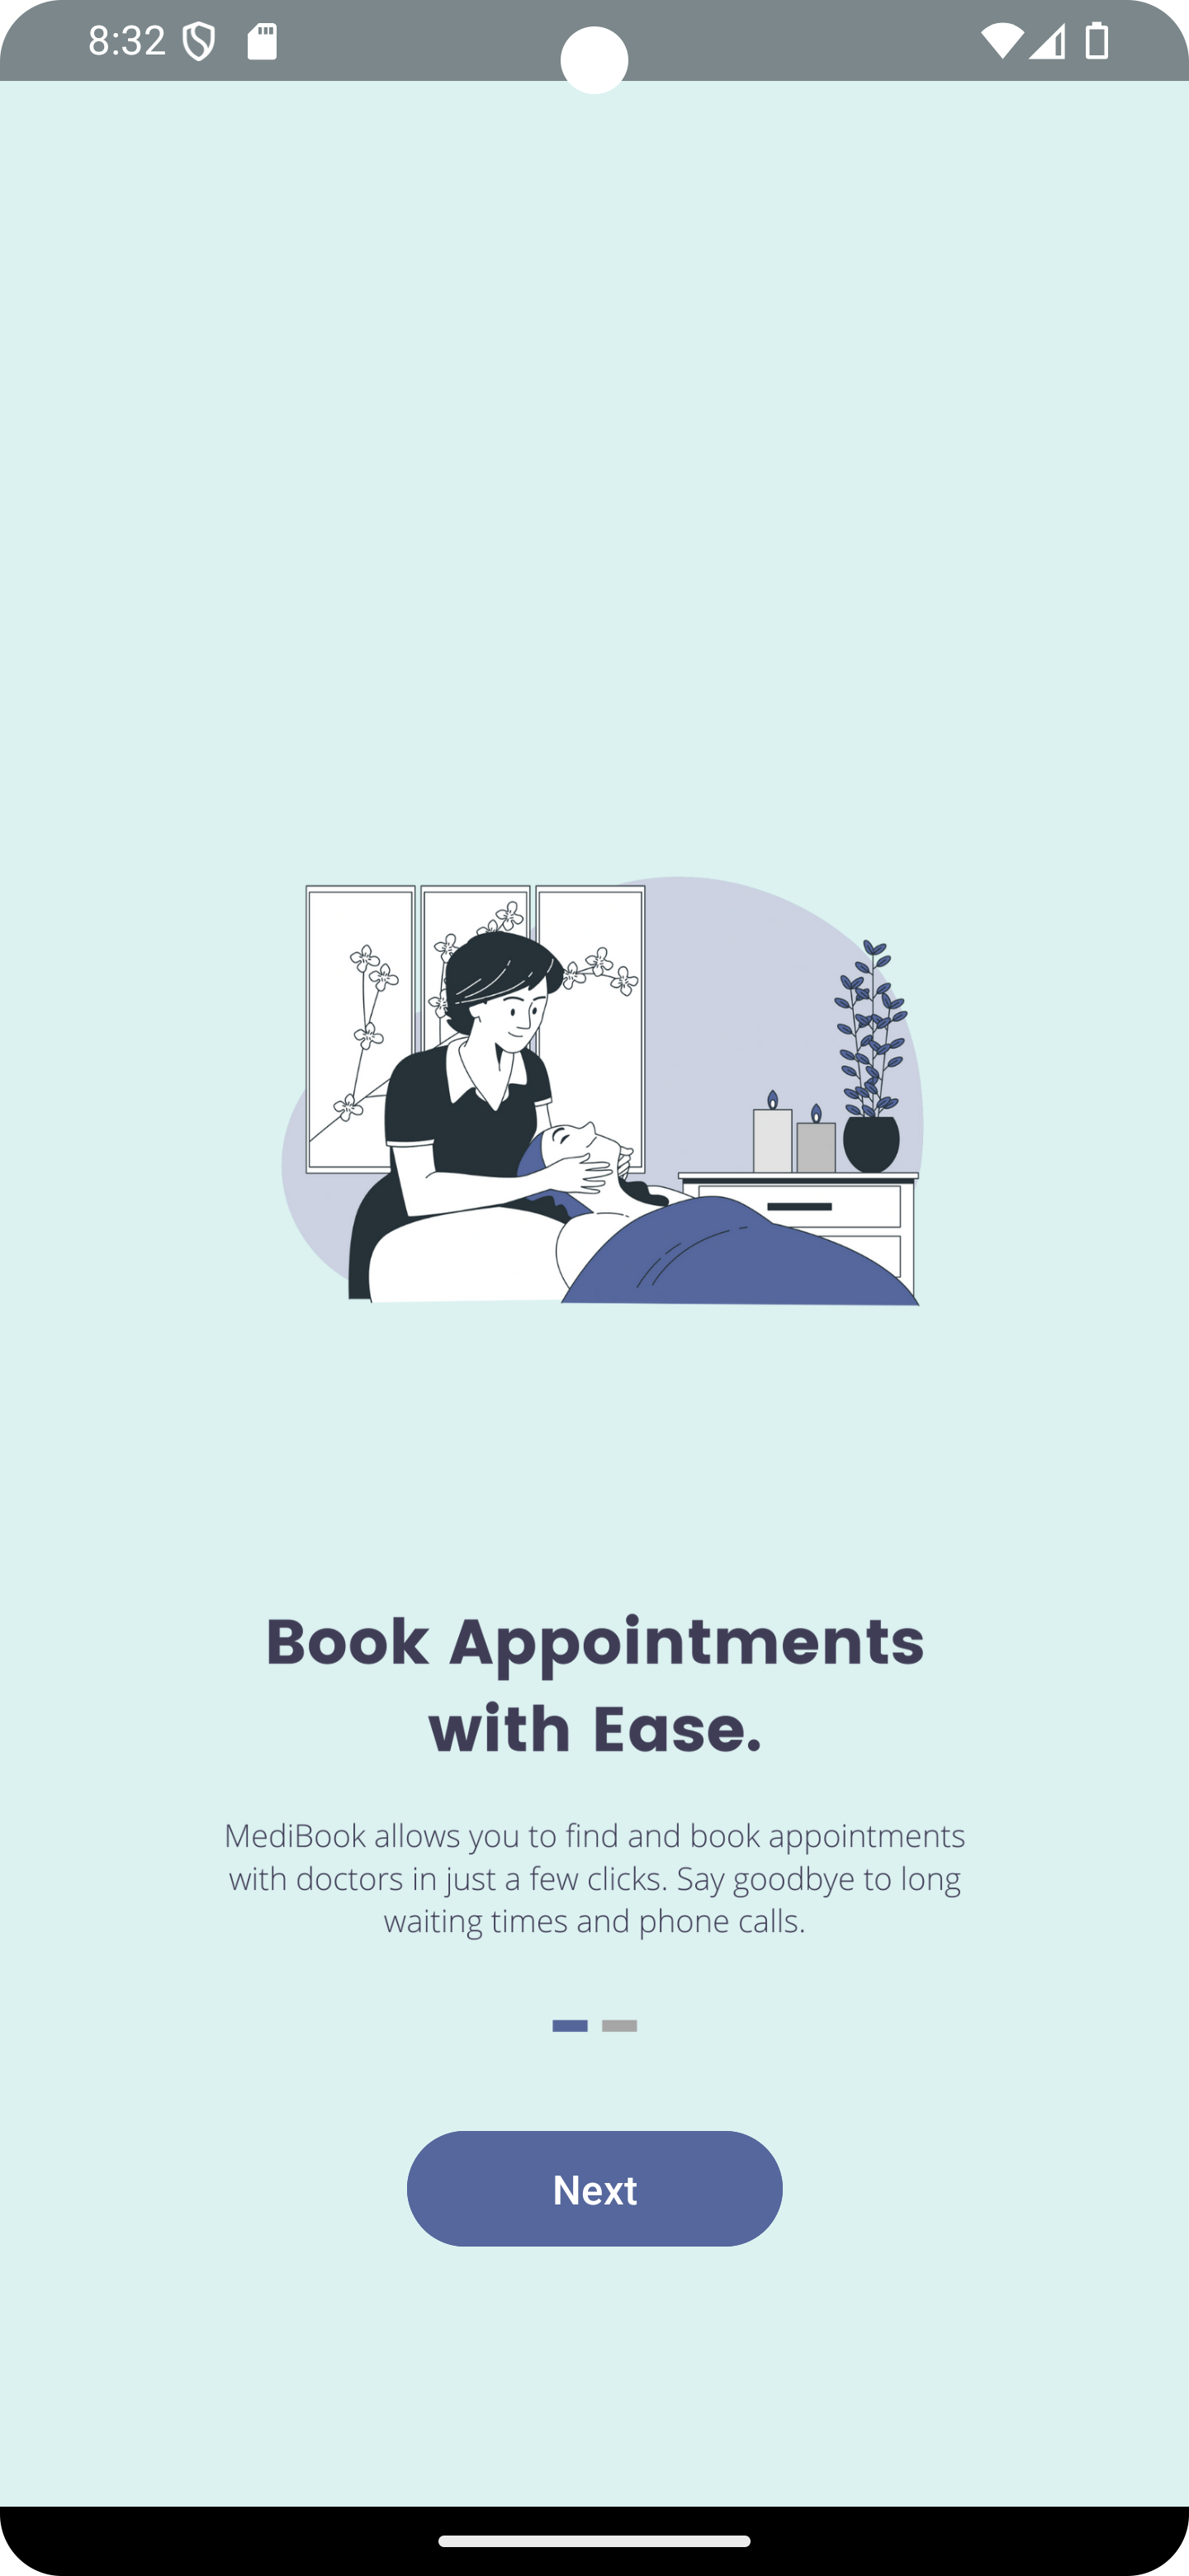 8:32
Book Appointments
with Ease.
MediBook allows you to find and book appointments
with doctors in just a few clicks. Say goodbye to long
waiting times and phone calls.
Next